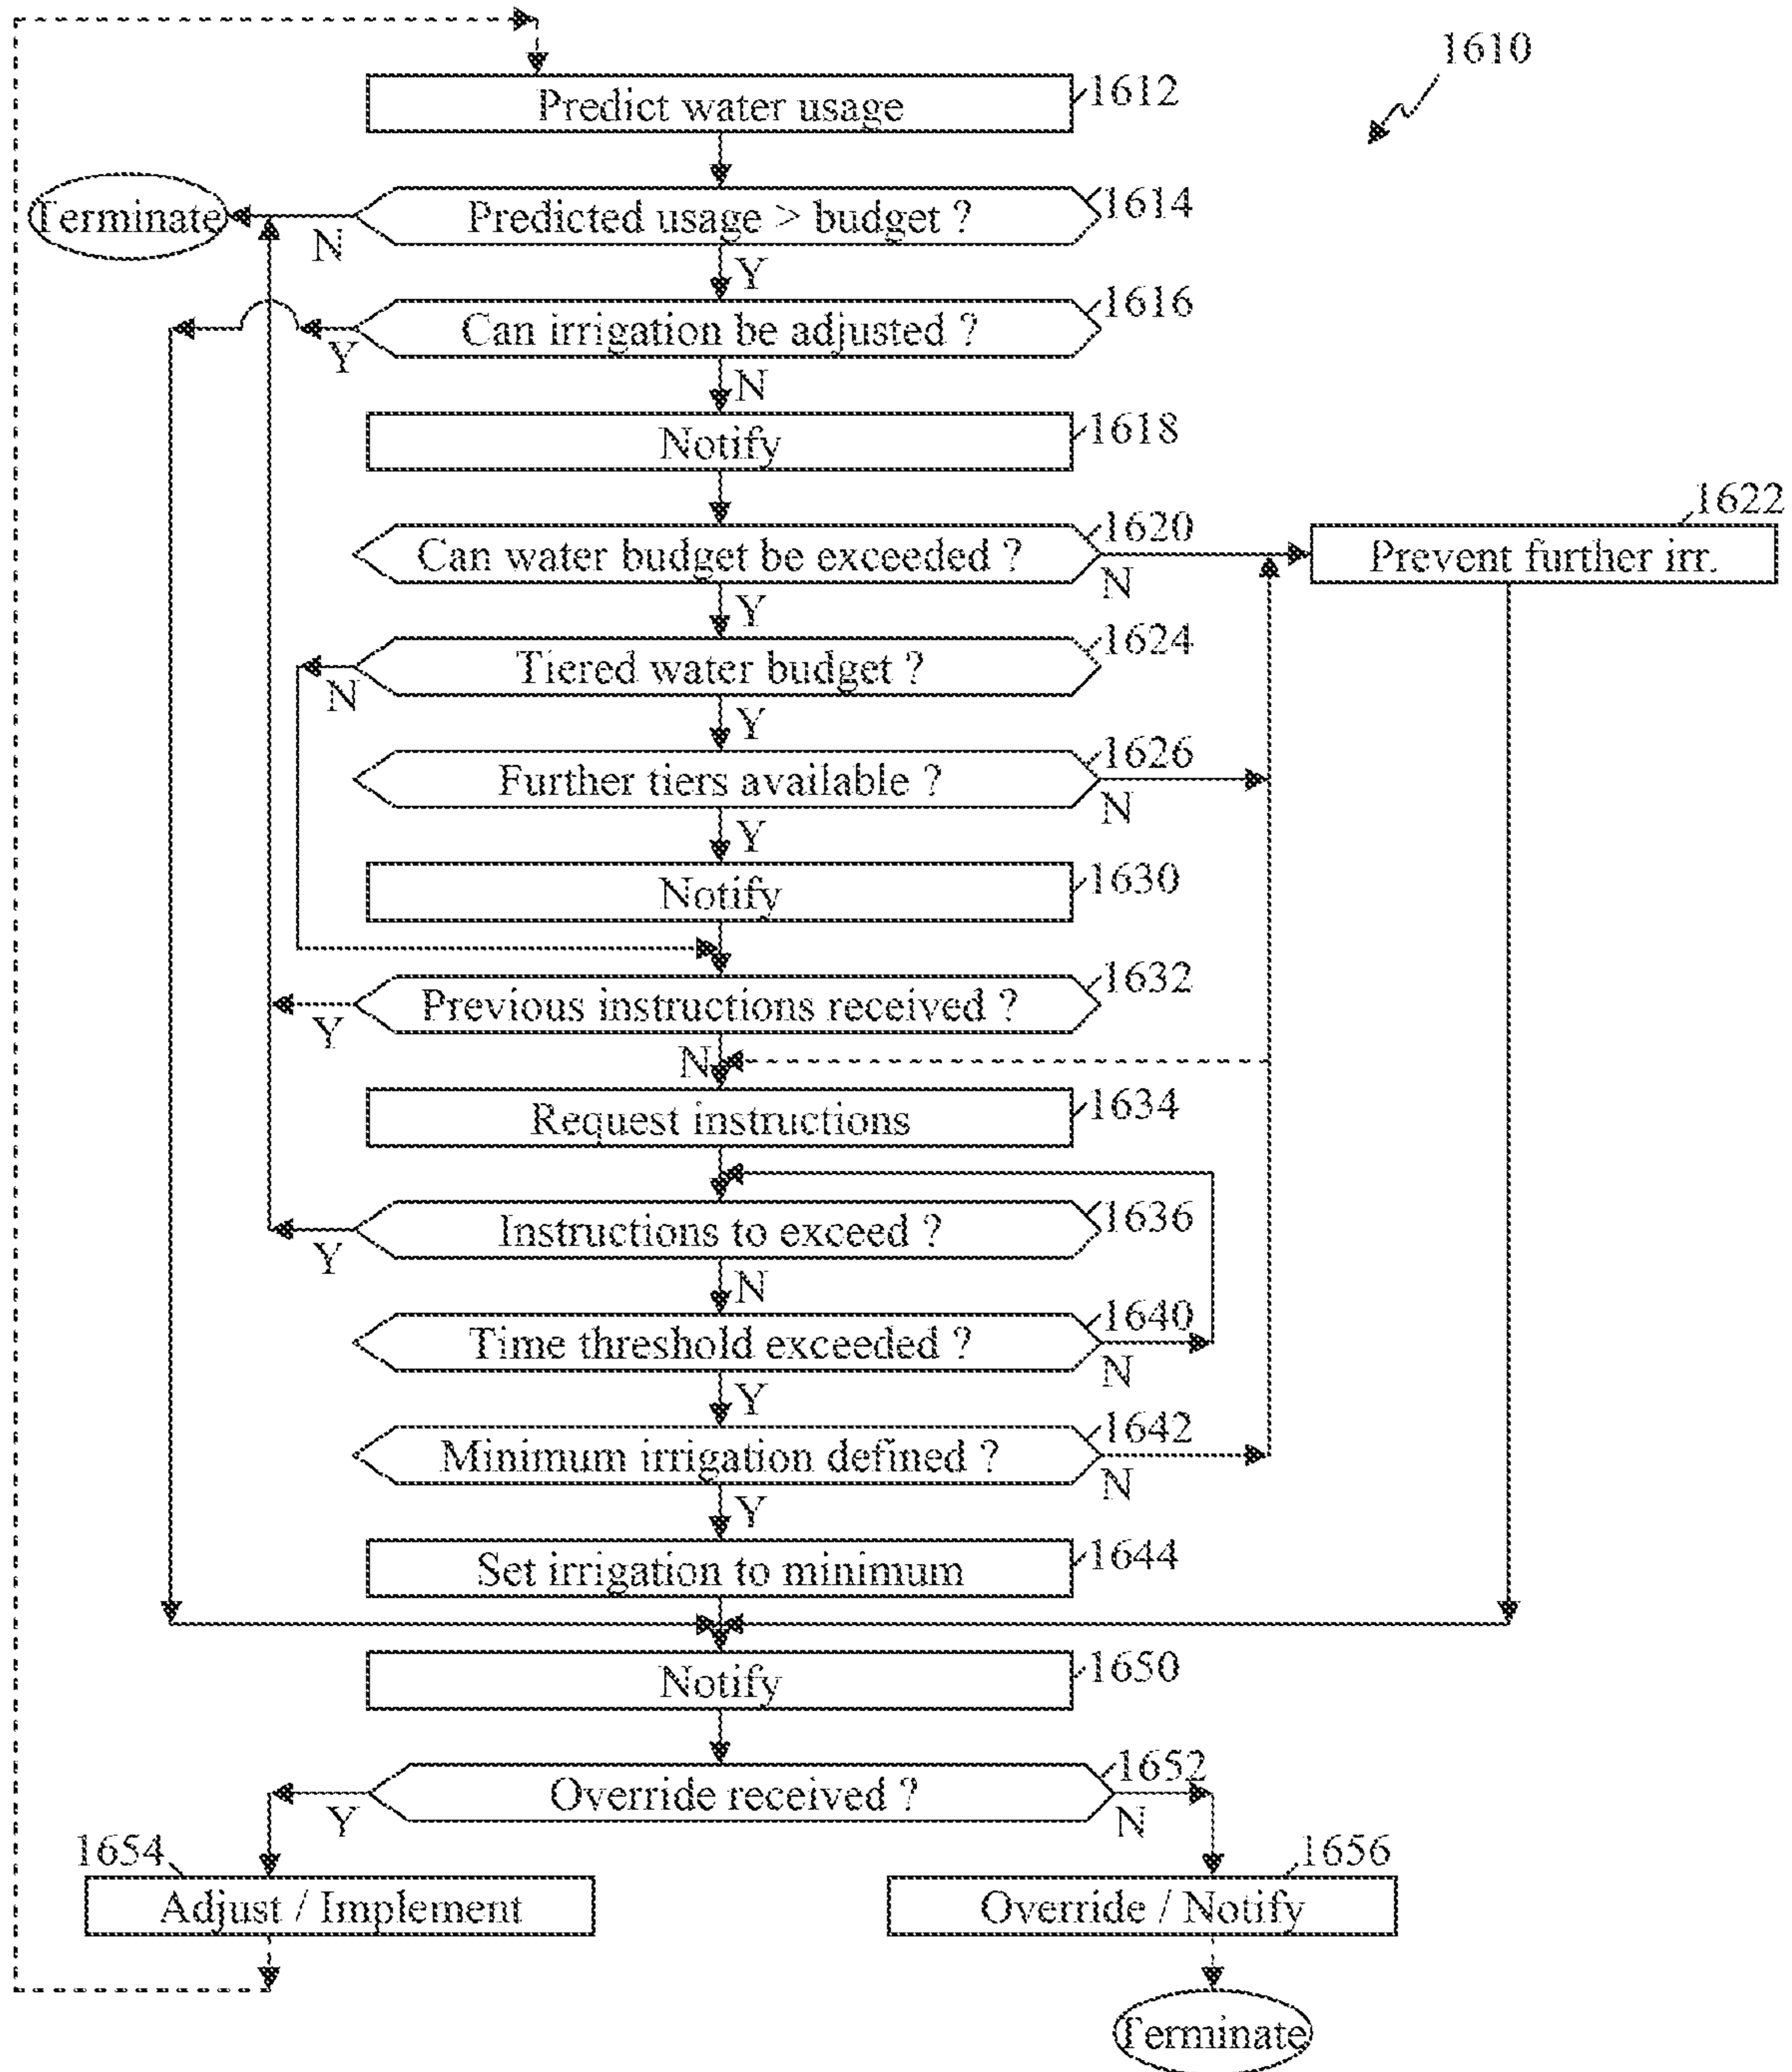 1610
Predict water usage
1612
Terminate
Predicted usage > budget ?
1614
N
Y
Can irrigation be adjusted ?
1616
Y
N
Notify
1618
1622
Can water budget be exceeded ?
1620
Prevent further irr.
N
Y
Tiered water budget ?
1624
N
Y
Further tiers available ?
1626
N
Y
Notify
1630
Previous instructions received ?
1632
Y
N
Request instructions
1634
Instructions to exceed ?
1636
Y
N
Time threshold exceeded ?
1640
N
Y
Minimum irrigation defined ?
1642
N
Y
Set irrigation to minimum
1644
Notify
1650
Override received ?
1652
Y
N
1654
1656
Adjust / Implement
Override / Notify
Terminate